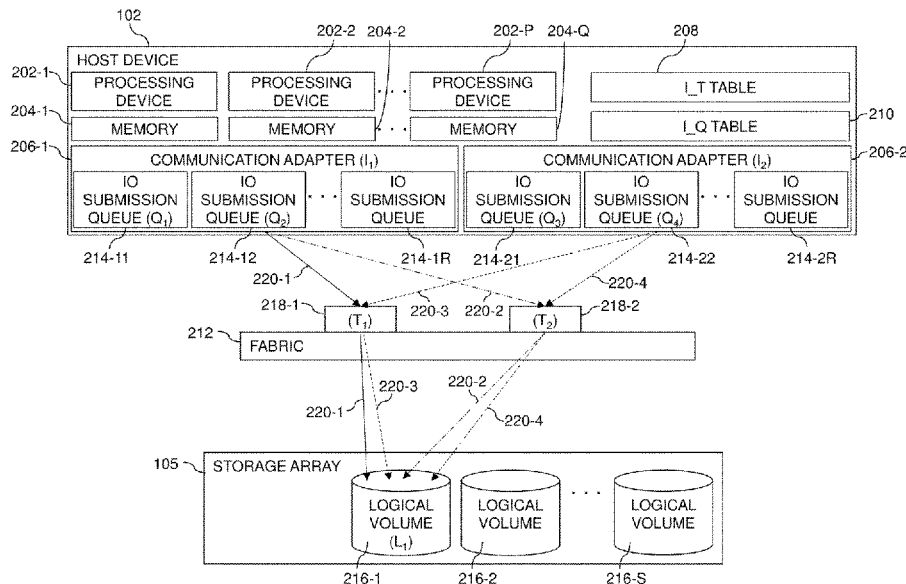 102
202-2
204-2
202-P
204-Q
208
HOST DEVICE
202-1
PROCESSING DEVICE
PROCESSING DEVICE
. . .
PROCESSING DEVICE
I_T TABLE
204-1
MEMORY
MEMORY
. . .
MEMORY
I_Q TABLE
210
206-1
COMMUNICATION ADAPTER (I1)
COMMUNICATION ADAPTER (I2)
206-2
IO SUBMISSION QUEUE (Q1)
IO SUBMISSION QUEUE (Q2)
. . .
IO SUBMISSION QUEUE
IO SUBMISSION QUEUE (Q3)
IO SUBMISSION QUEUE (Q4)
. . .
IO SUBMISSION QUEUE
214-11
214-12
214-1R
214-21
214-22
214-2R
220-1
220-3
220-2
220-4
218-1
(T1)
(T2)
218-2
212
FABRIC
220-1
220-3
220-2
220-4
105
STORAGE ARRAY
LOGICAL VOLUME (L1)
LOGICAL VOLUME
. . .
LOGICAL VOLUME
216-1
216-2
216-S